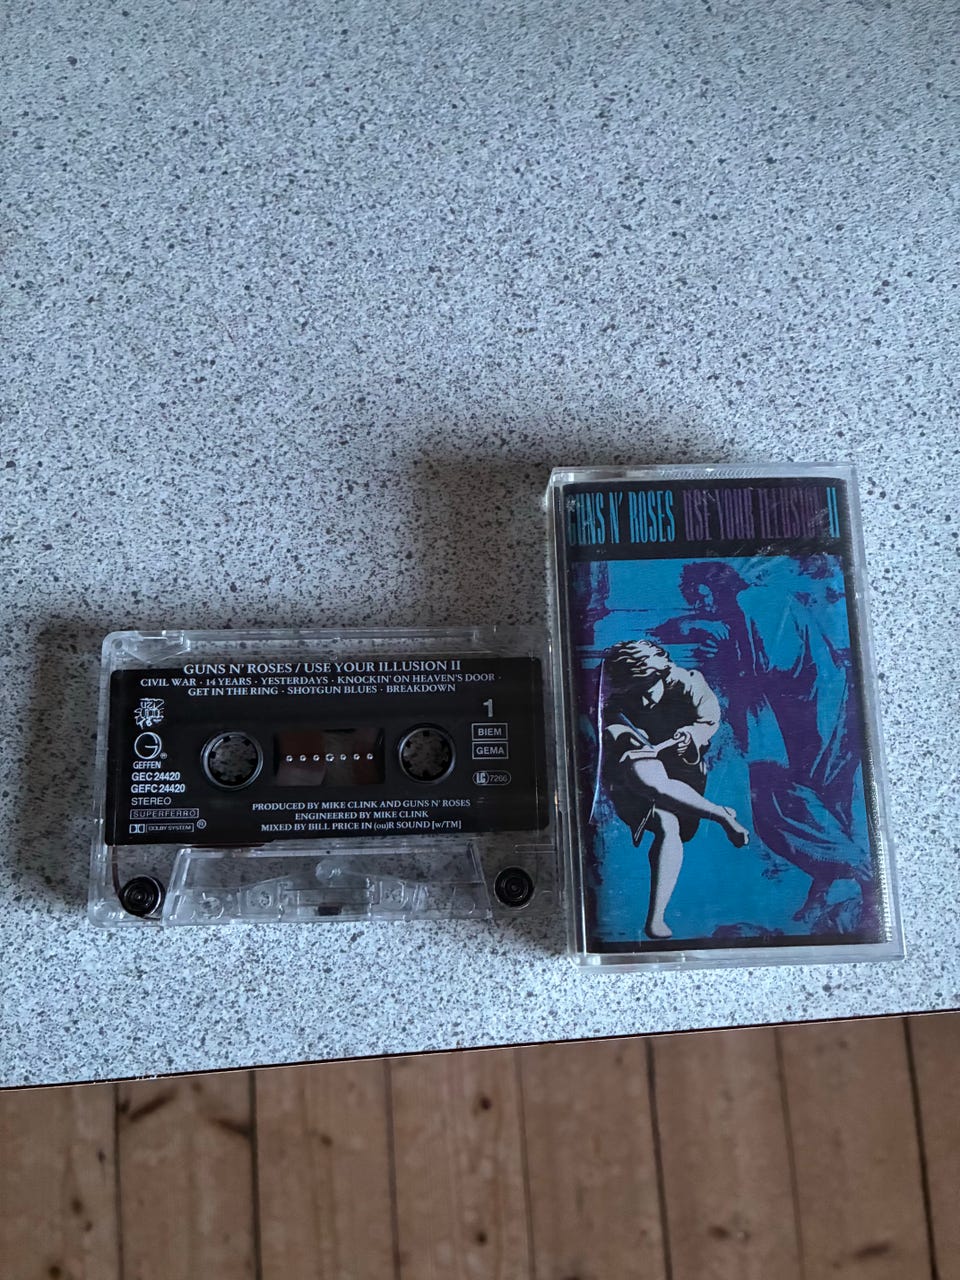 GUNS N' ROSES USE YOUR ILLUSION II
GUNS N' ROSES / USE YOUR ILLUSION II
CIVIL WAR · 14 YEARS · YESTERDAYS · KNOCKIN' ON HEAVEN'S DOOR ·
GET IN THE RING · SHOTGUN BLUES · BREAKDOWN
1
BIEM
GEMA
LC 7266
GEFFEN
GEC 24420
GEFC 24420
STEREO
SUPERFERRO
DOLBY SYSTEM ®
PRODUCED BY MIKE CLINK AND GUNS N' ROSES
ENGINEERED BY MIKE CLINK
MIXED BY BILL PRICE IN (ou)R SOUND [w/TM]